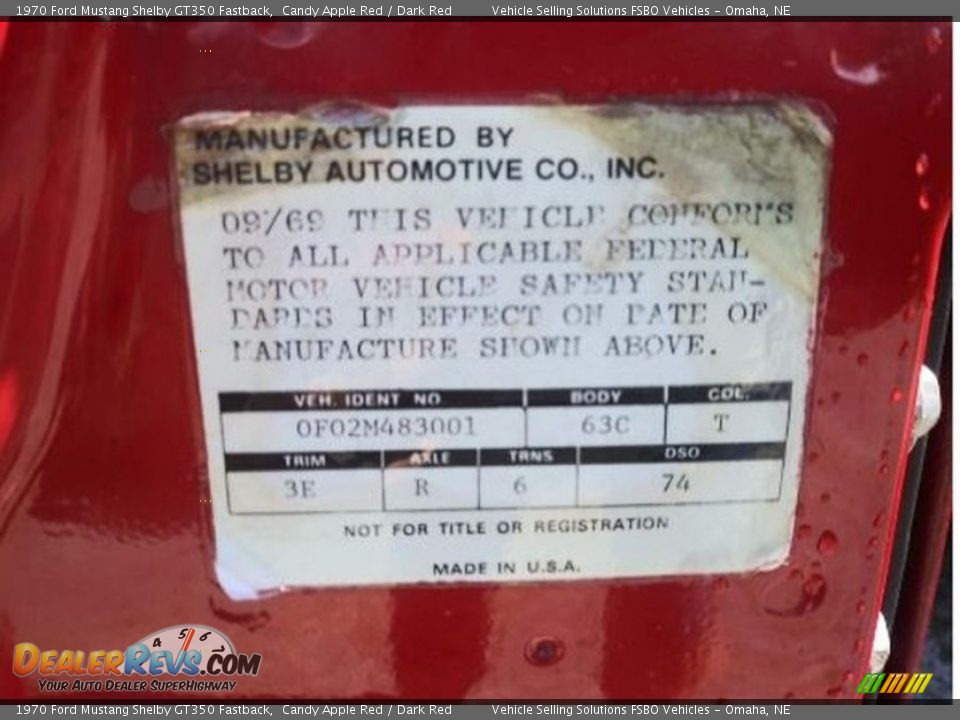 1970 Ford Mustang Shelby GT350 Fastback, Candy Apple Red / Dark Red Vehicle Selling Solutions FSBO Vehicles - Omaha, NE
MANUFACTURED BY
SHELBY AUTOMOTIVE CO., INC.
09/69 THIS VEHICLE CONFORMS
TO ALL APPLICABLE FEDERAL
MOTOR VEHICLE SAFETY STAN-
DARDS IN EFFECT ON DATE OF
MANUFACTURE SHOWN ABOVE.
VEH. IDENT NO BODY COL.
0F02M483001 63C T
TRIM AXLE TRNS DSO
3E R 6 74
NOT FOR TITLE OR REGISTRATION
MADE IN U.S.A.
4 5 6
DEALERREVS.COM
YOUR AUTO DEALER SUPERHIGHWAY
1970 Ford Mustang Shelby GT350 Fastback, Candy Apple Red / Dark Red Vehicle Selling Solutions FSBO Vehicles - Omaha, NE